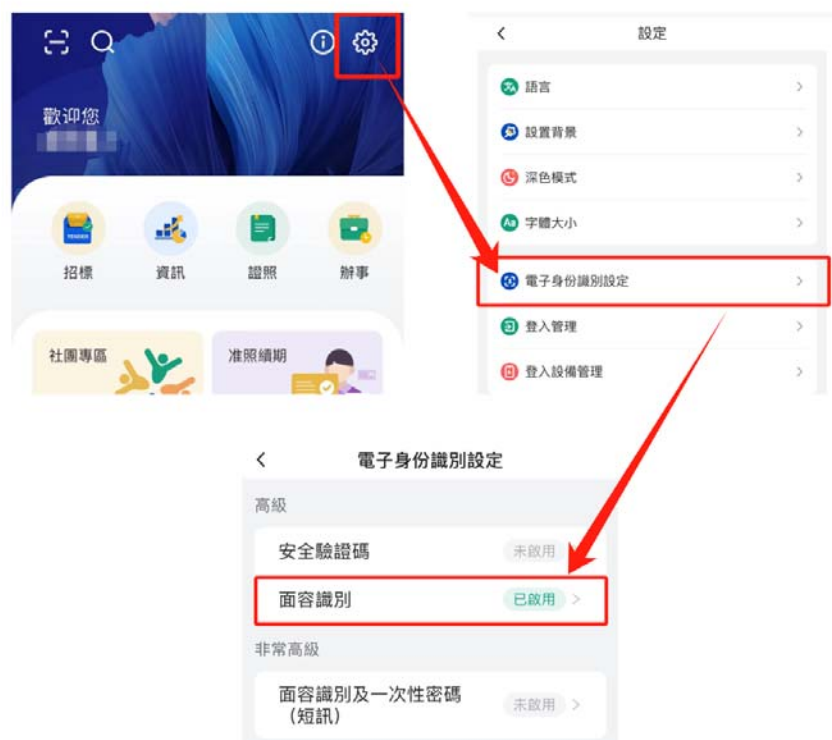 歡迎您
招標
資訊
證照
辦事
社團專區
准照續期
設定
語言
設置背景
深色模式
Aa
字體大小
電子身份識別設定
登入管理
登入設備管理
電子身份識別設定
高級
安全驗證碼
未啟用
面容識別
已啟用
非常高級
面容識別及一次性密碼
（短訊）
未啟用